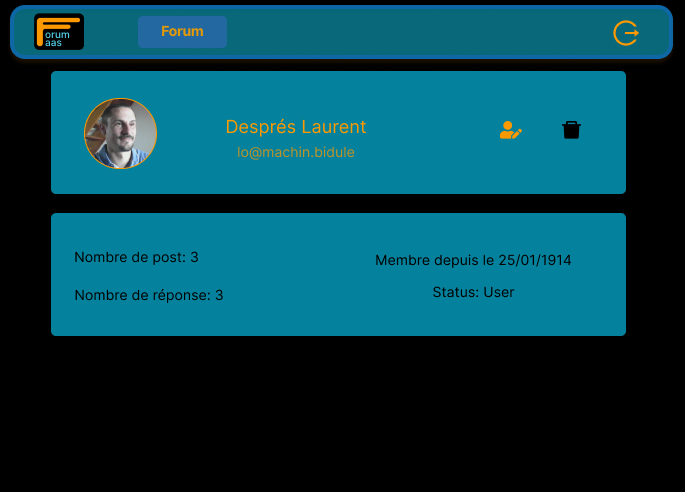 Forum
aas
Forum
Després Laurent
lo@machin.bidule
Nombre de post: 3
Membre depuis le 25/01/1914
Nombre de réponse: 3
Status: User